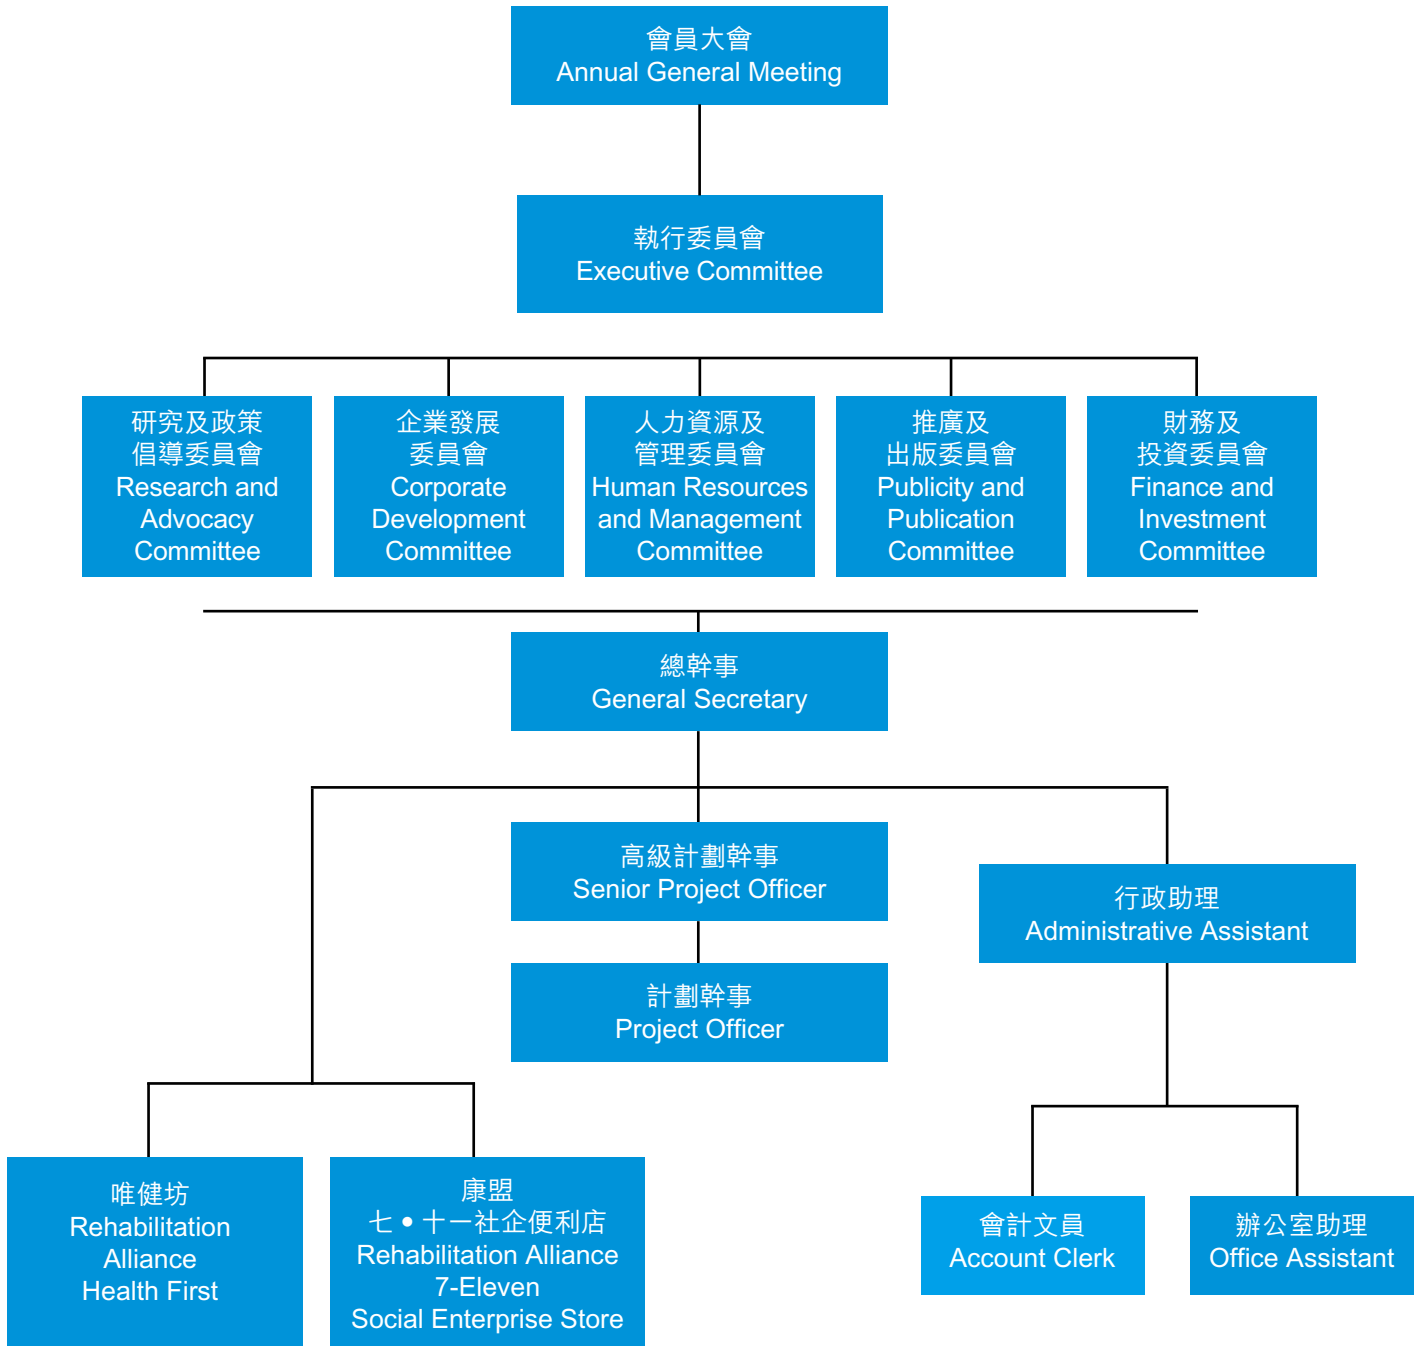 會員大會
Annual General Meeting
執行委員會
Executive Committee
研究及政策
倡導委員會
Research and
Advocacy
Committee
企業發展
委員會
Corporate
Development
Committee
人力資源及
管理委員會
Human Resources
and Management
Committee
推廣及
出版委員會
Publicity and
Publication
Committee
財務及
投資委員會
Finance and
Investment
Committee
總幹事
General Secretary
高級計劃幹事
Senior Project Officer
行政助理
Administrative Assistant
計劃幹事
Project Officer
唯健坊
Rehabilitation
Alliance
Health First
康盟
七•十一社企便利店
Rehabilitation Alliance
7-Eleven
Social Enterprise Store
會計文員
Account Clerk
辦公室助理
Office Assistant